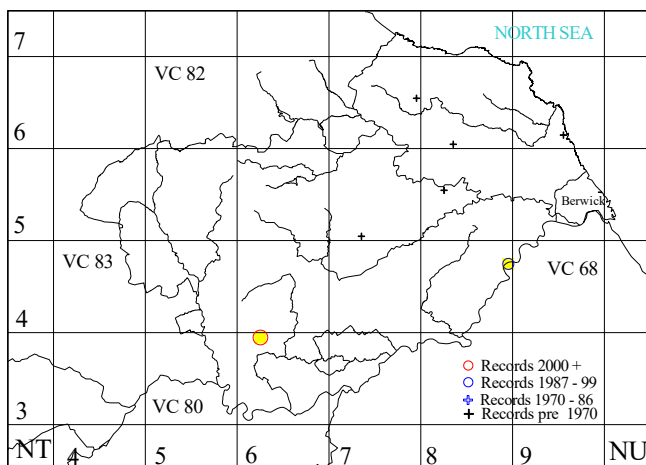 7
NORTH SEA
VC 82
6
Berwick
5
VC 83
VC 68
4
Records 2000 +
Records 1987 - 99
Records 1970 - 86
VC 80
Records pre 1970
3
NT 4 5 6 7 8 9 NU